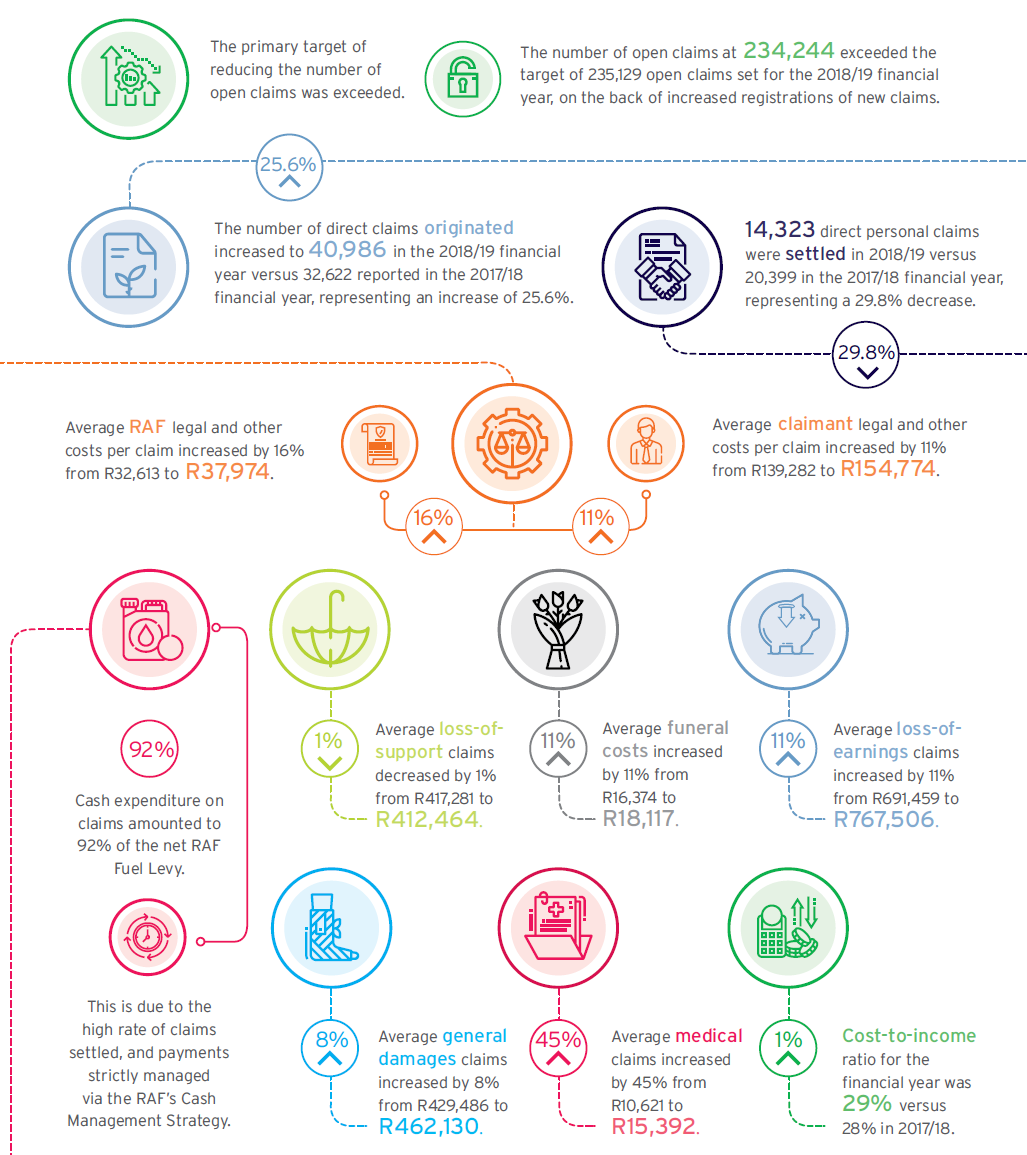 The primary target of
reducing the number of
open claims was exceeded.
The number of open claims at 234,244 exceeded the
target of 235,129 open claims set for the 2018/19 financial
year, on the back of increased registrations of new claims.
25.6%
The number of direct claims originated
increased to 40,986 in the 2018/19 financial
year versus 32,622 reported in the 2017/18
financial year, representing an increase of 25.6%.
14,323 direct personal claims
were settled in 2018/19 versus
20,399 in the 2017/18 financial year,
representing a 29.8% decrease.
29.8%
Average RAF legal and other
costs per claim increased by 16%
from R32,613 to R37,974.
Average claimant legal and other
costs per claim increased by 11%
from R139,282 to R154,774.
16%
11%
92%
Cash expenditure on
claims amounted to
92% of the net RAF
Fuel Levy.
This is due to the
high rate of claims
settled, and payments
strictly managed
via the RAF's Cash
Management Strategy.
1%
Average loss-of-
support claims
decreased by 1%
from R417,281 to
R412,464.
11%
Average funeral
costs increased
by 11% from
R16,374 to
R18,117.
11%
Average loss-of-
earnings claims
increased by 11%
from R691,459 to
R767,506.
8%
Average general
damages claims
increased by 8%
from R429,486 to
R462,130.
45%
Average medical
claims increased
by 45% from
R10,621 to
R15,392.
1%
Cost-to-income
ratio for the
financial year was
29% versus
28% in 2017/18.